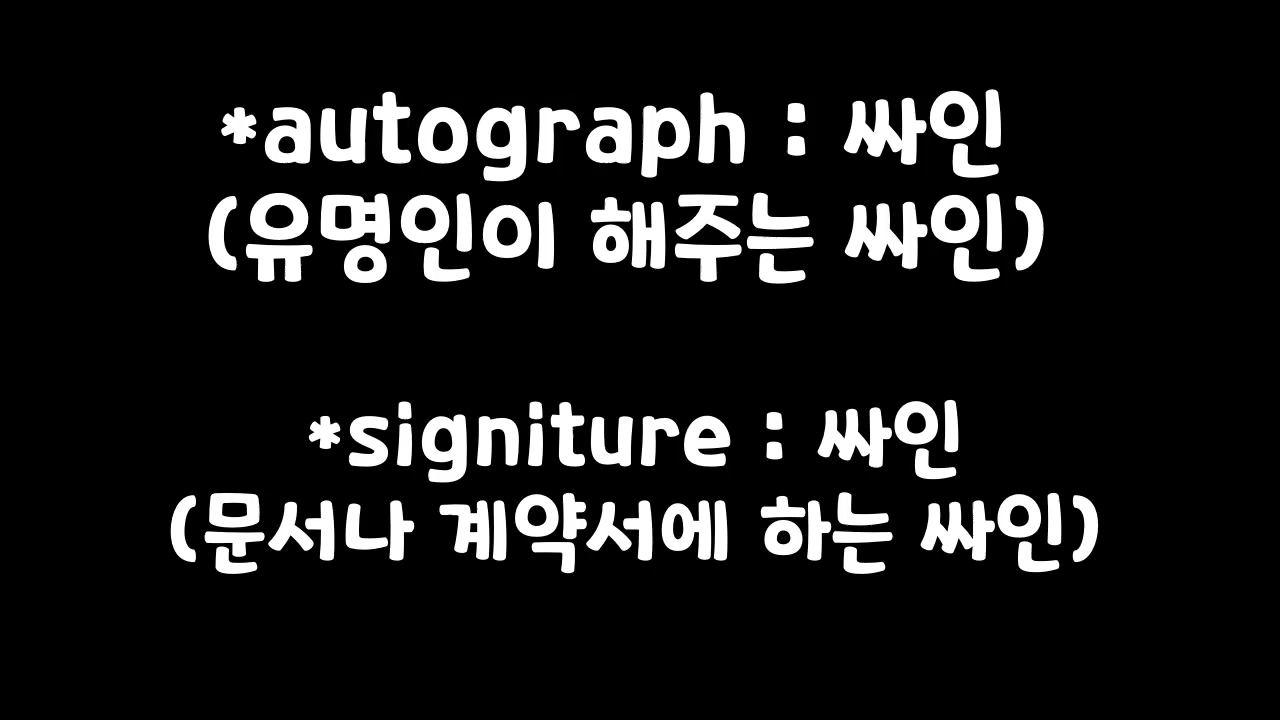 *autograph : 싸인
(유명인이 해주는 싸인)
*signiture : 싸인
(문서나 계약서에 하는 싸인)